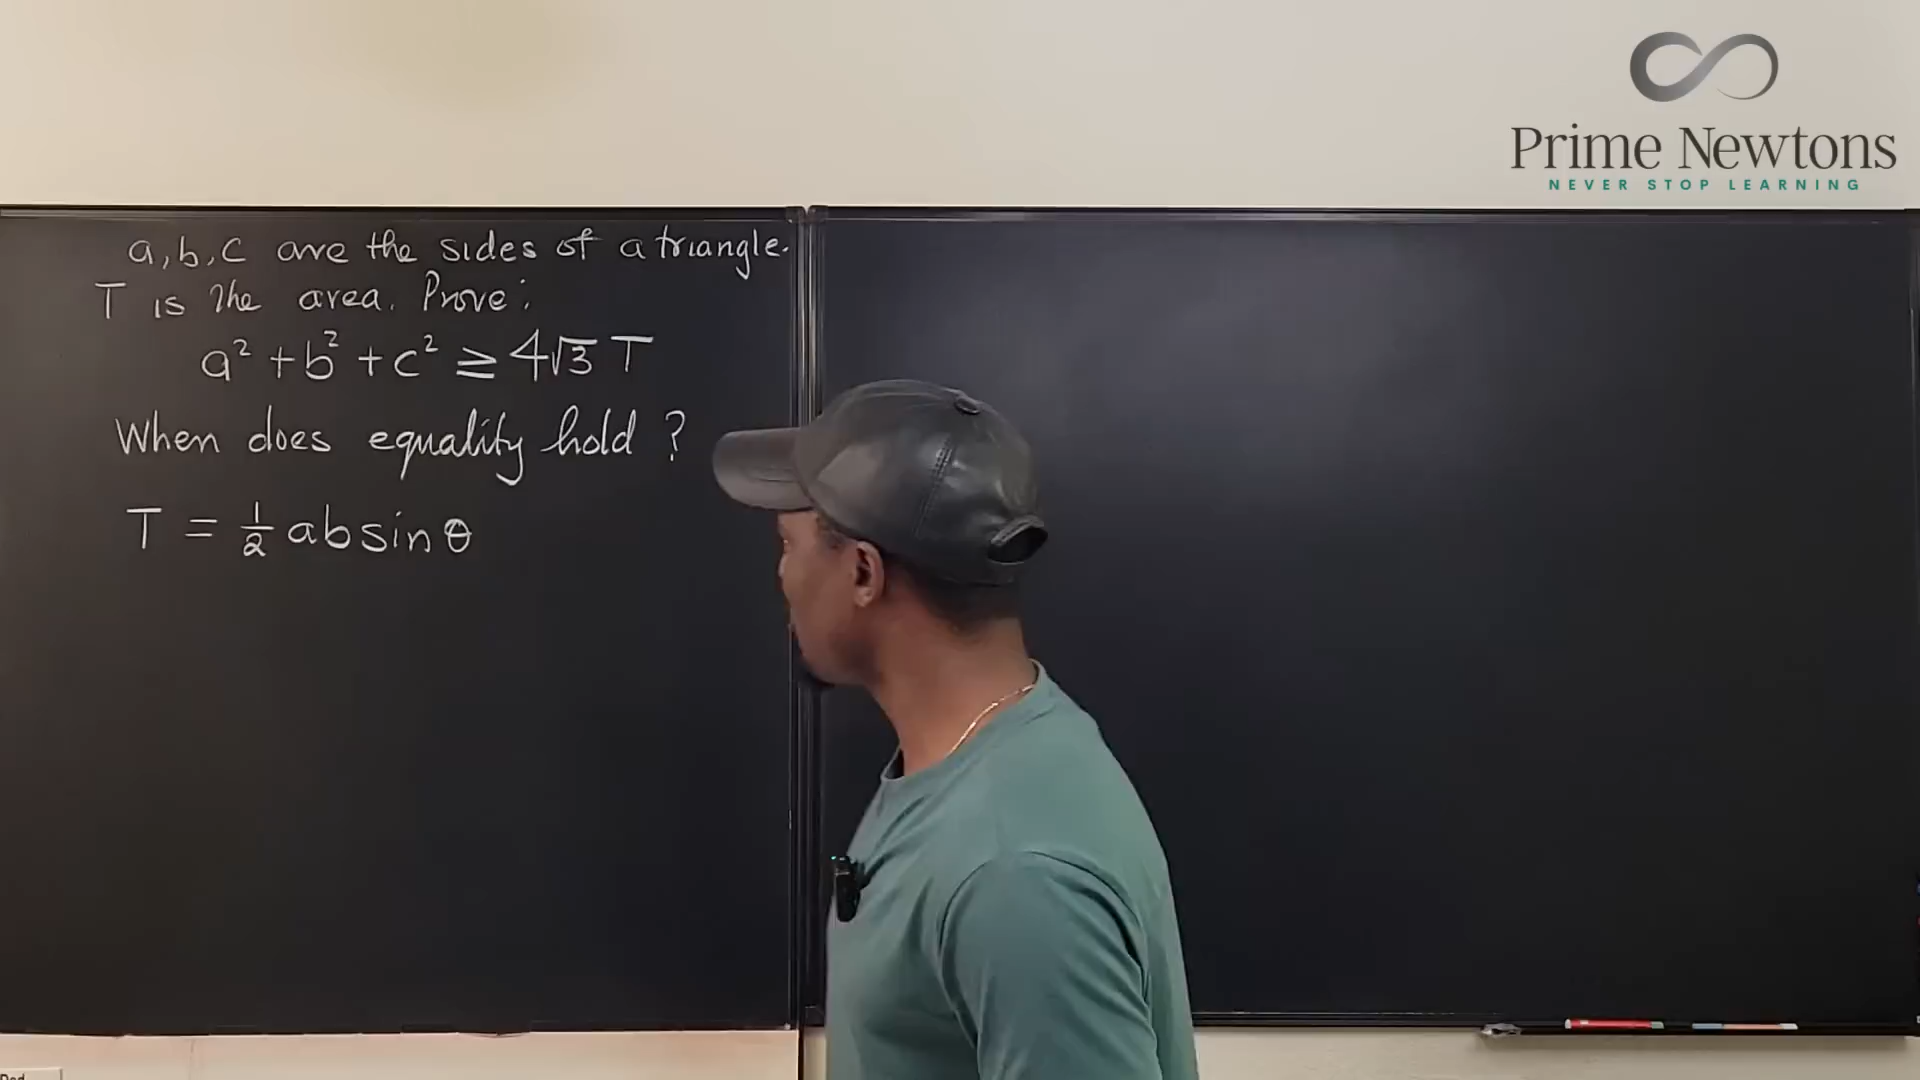 Prime Newtons
NEVER STOP LEARNING
a, b, c are the sides of a triangle.
T is the area. Prove:
a² + b² + c² ≥ 4√3 T
When does equality hold?
T = ½ ab sin θ